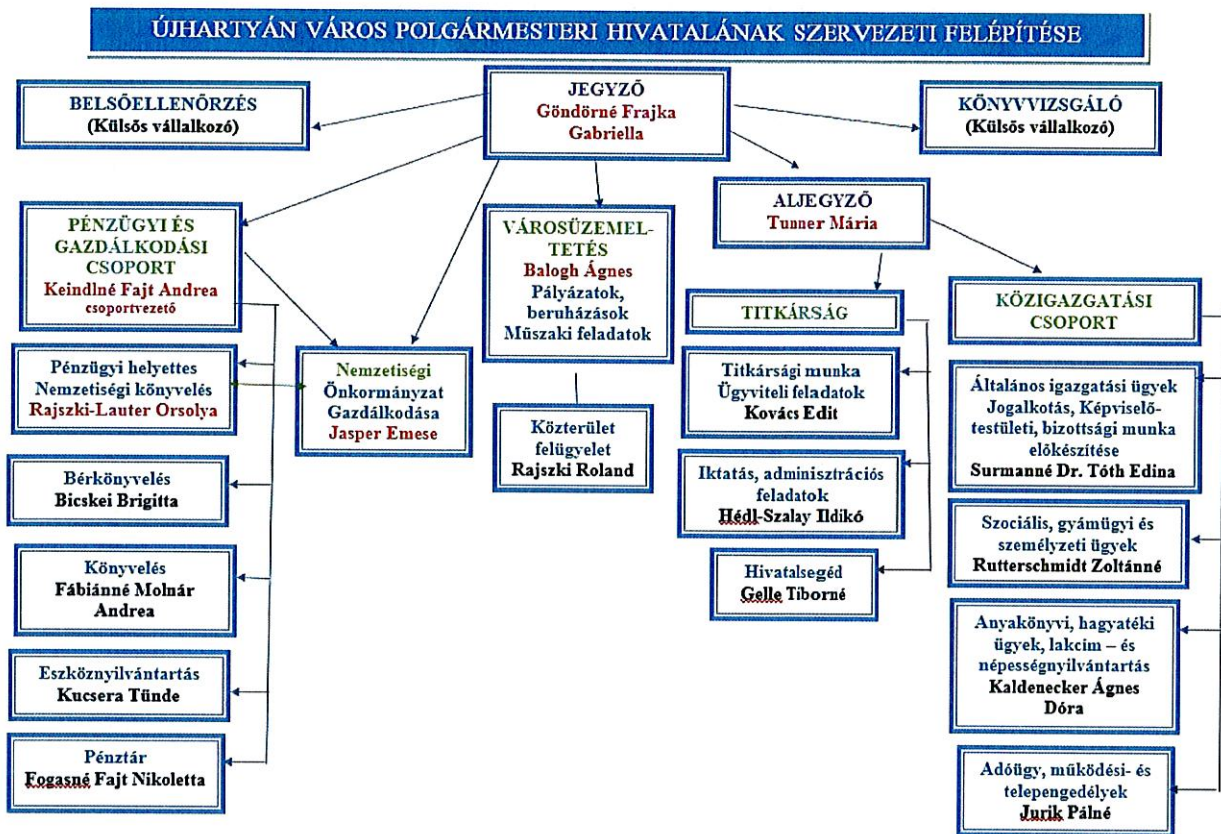 ÚJHARTYÁN VÁROS POLGÁRMESTERI HIVATALÁNAK SZERVEZETI FELÉPÍTÉSE
BELSŐELLENŐRZÉS
(Külsős vállalkozó)
JEGYZŐ
Göndörné Frajka
Gabriella
KÖNYVVIZSGÁLÓ
(Külsős vállalkozó)
ALJEGYZŐ
Tunner Mária
PÉNZÜGYI ÉS
GAZDÁLKODÁSI
CSOPORT
Keindlné Fajt Andrea
csoportvezető
VÁROSÜZEMEL-
TETÉS
Balogh Ágnes
Pályázatok,
beruházások
Műszaki feladatok
TITKÁRSÁG
KÖZIGAZGATÁSI
CSOPORT
Pénzügyi helyettes
Nemzetiségi könyvelés
Rajszki-Lauter Orsolya
Nemzetiségi
Önkormányzat
Gazdálkodása
Jasper Emese
Közterület
felügyelet
Rajszki Roland
Titkársági munka
Ügyviteli feladatok
Kovács Edit
Általános igazgatási ügyek
Jogalkotás, Képviselő-
testületi, bizottsági munka
előkészítése
Surmanné Dr. Tóth Edina
Bérkönyvelés
Bicskei Brigitta
Iktatás, adminisztrációs
feladatok
Hédl-Szalay Ildikó
Szociális, gyámügyi és
személyzeti ügyek
Rutterschmidt Zoltánné
Könyvelés
Fábiánné Molnár
Andrea
Hivatalsegéd
Gelle Tiborné
Anyakönyvi, hagyatéki
ügyek, lakcím – és
népességnyilvántartás
Kaldenecker Ágnes
Dóra
Eszköznyilvántartás
Kucsera Tünde
Pénztár
Fogasné Fajt Nikoletta
Adóügy, működési- és
telepengedélyek
Jurik Pálné